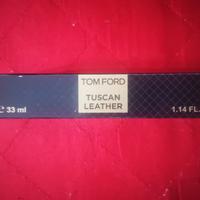 TOM FORD
TUSCAN
LEATHER
℮ 33 ml
1.14 FL.